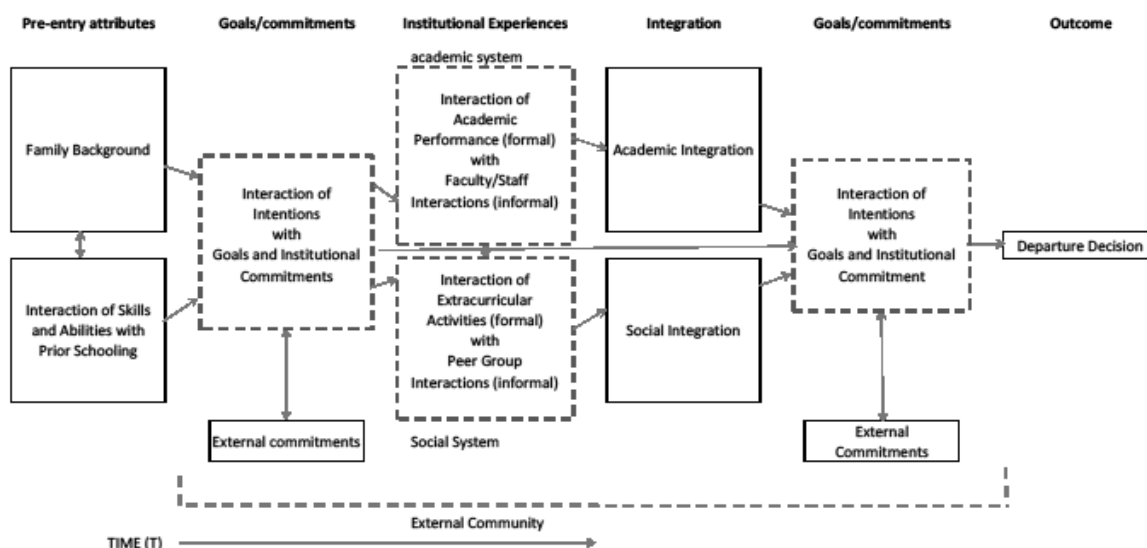 Pre-entry attributes
Goals/commitments
Institutional Experiences
Integration
Goals/commitments
Outcome
academic system
Family Background
Interaction of Skills
and Abilities with
Prior Schooling
Interaction of
Intentions
with
Goals and Institutional
Commitments
External commitments
Interaction of
Academic
Performance (formal)
with
Faculty/Staff
Interactions (informal)
Interaction of
Extracurricular
Activities (formal)
with
Peer Group
Interactions (informal)
Social System
Academic Integration
Social Integration
Interaction of
Intentions
with
Goals and Institutional
Commitment
External
Commitments
Departure Decision
External Community
TIME (T)